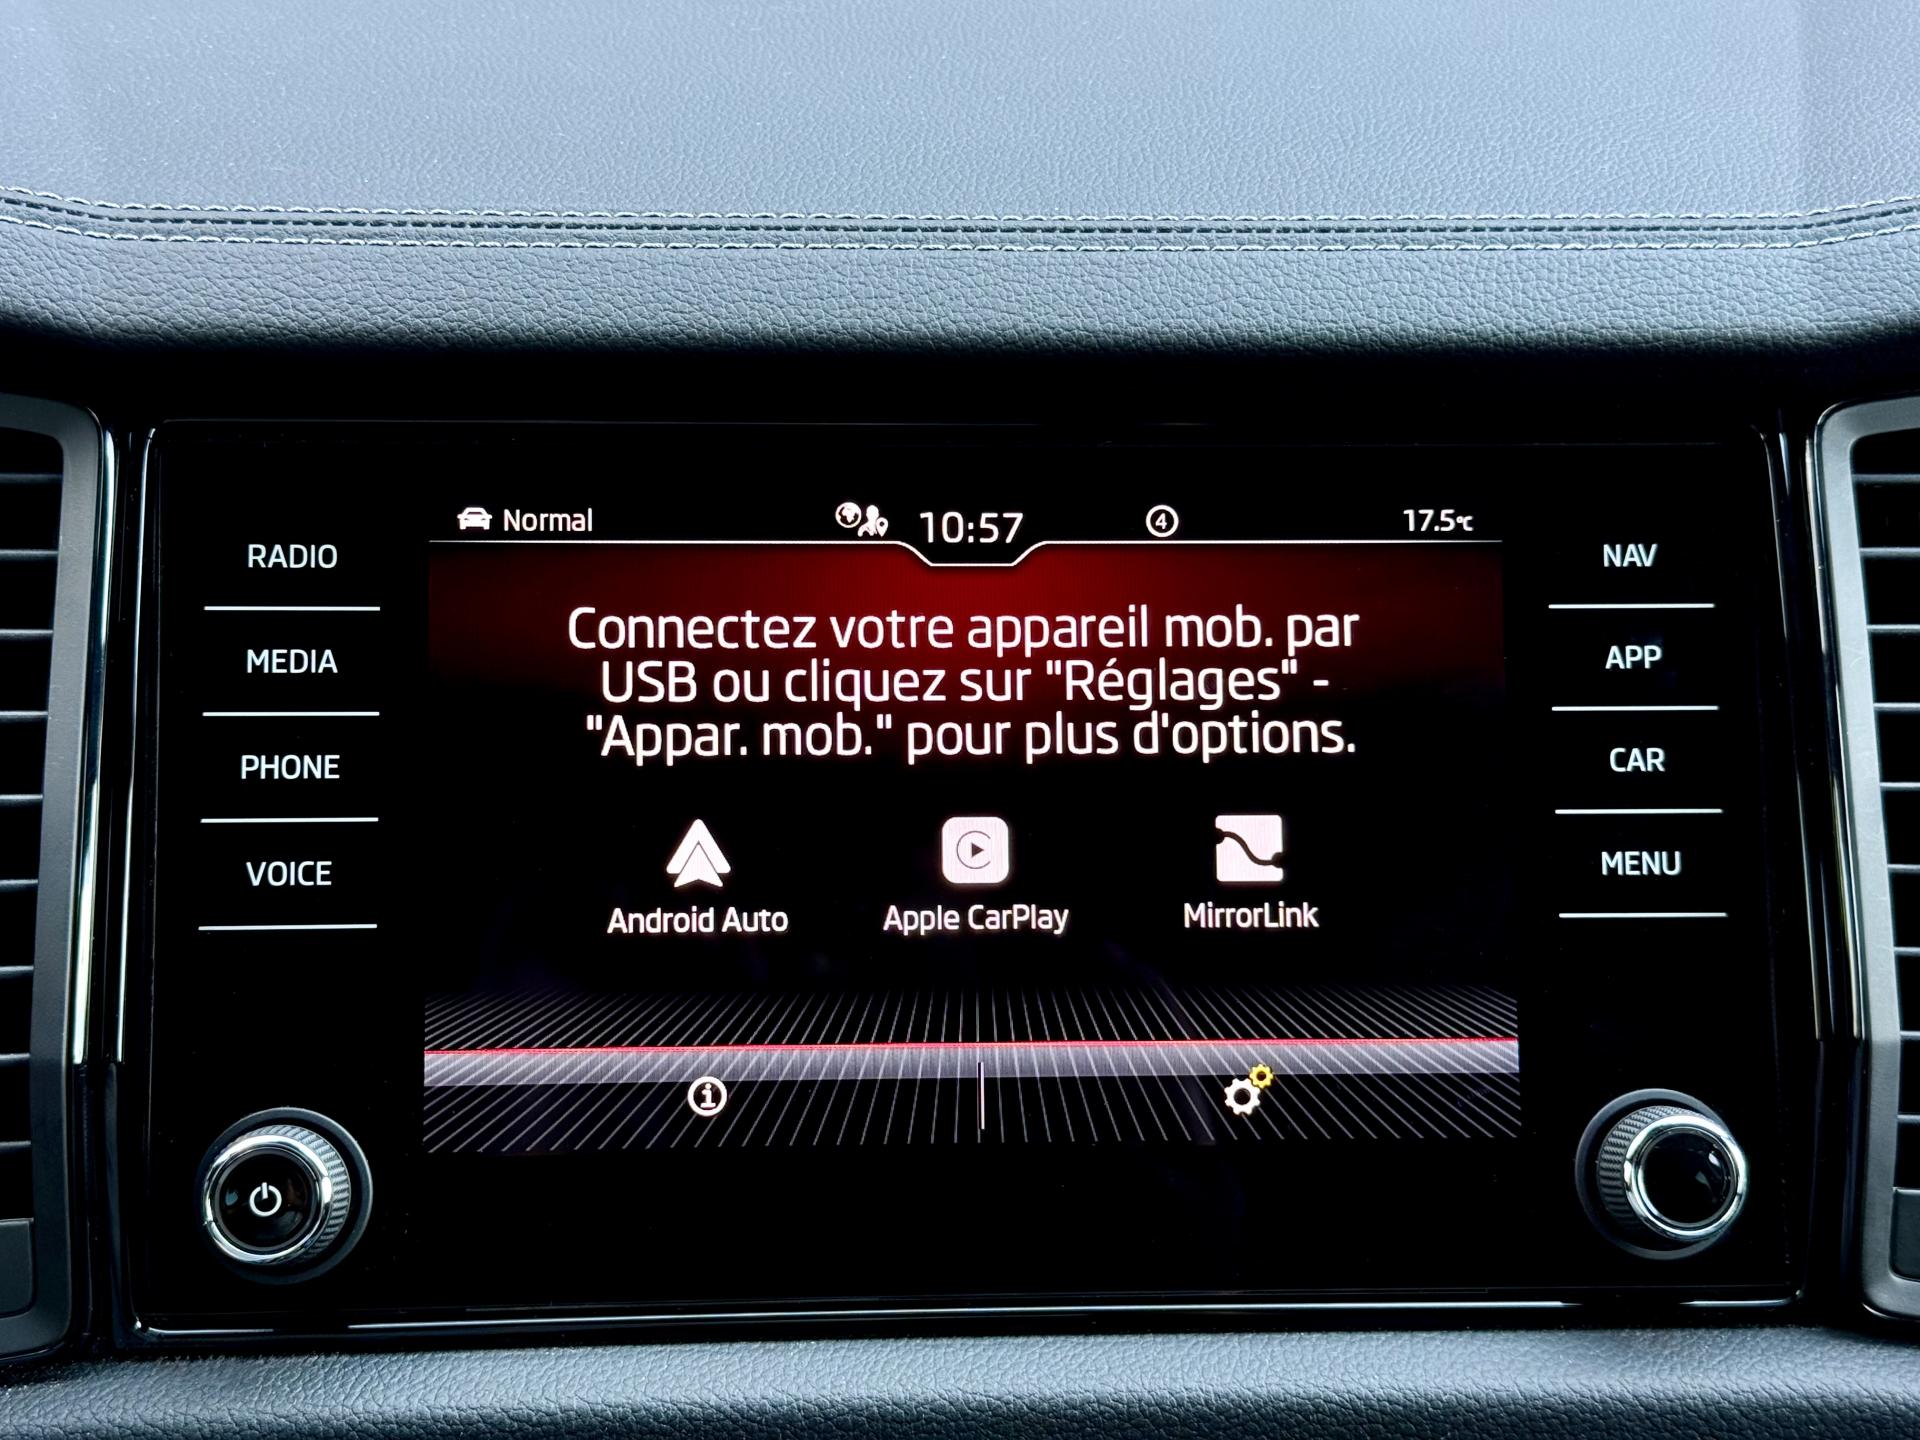 Normal
10:57
4
17.5°C
RADIO
MEDIA
PHONE
VOICE
Connectez votre appareil mob. par
USB ou cliquez sur "Réglages" -
"Appar. mob." pour plus d'options.
Android Auto
Apple CarPlay
MirrorLink
NAV
APP
CAR
MENU